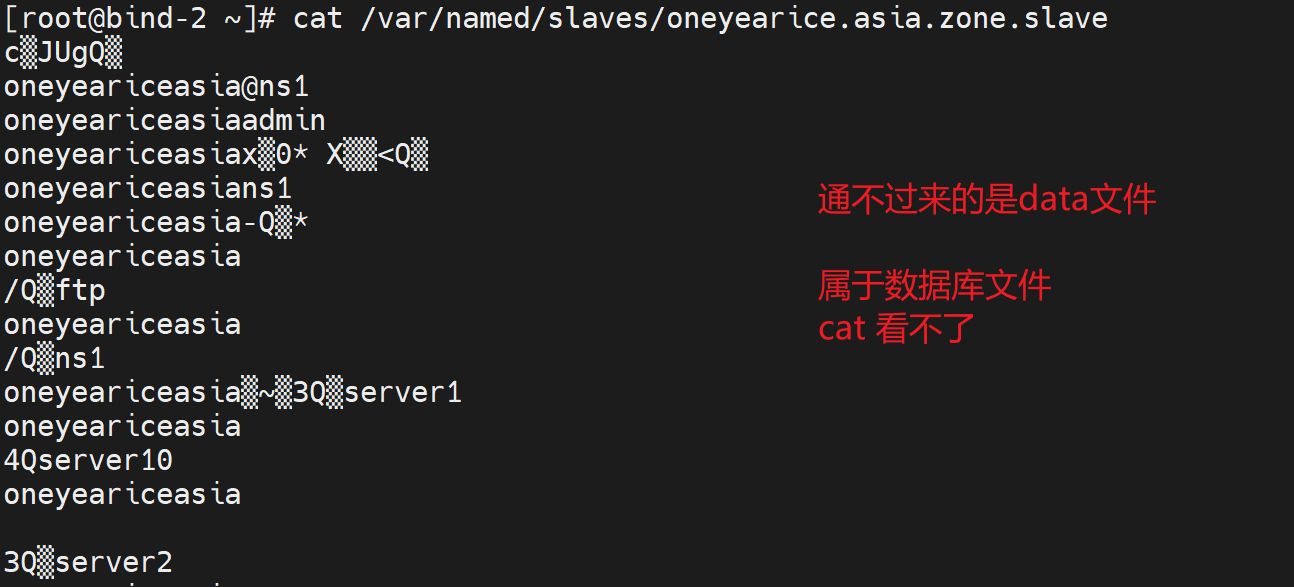 [root@bind-2 ~]# cat /var/named/slaves/oneyearice.asia.zone.slave
c▒JUgQ▒
oneyeariceasia@ns1
oneyeariceasiaadmin
oneyeariceasiax▒0* X▒▒<Q▒
oneyeariceasians1
oneyeariceasia-Q▒*
oneyeariceasia
/Q▒ftp
oneyeariceasia
/Q▒ns1
oneyeariceasia▒~▒3Q▒server1
oneyeariceasia
4Qserver10
oneyeariceasia
3Q▒server2
通不过来的是data文件
属于数据库文件
cat 看不了